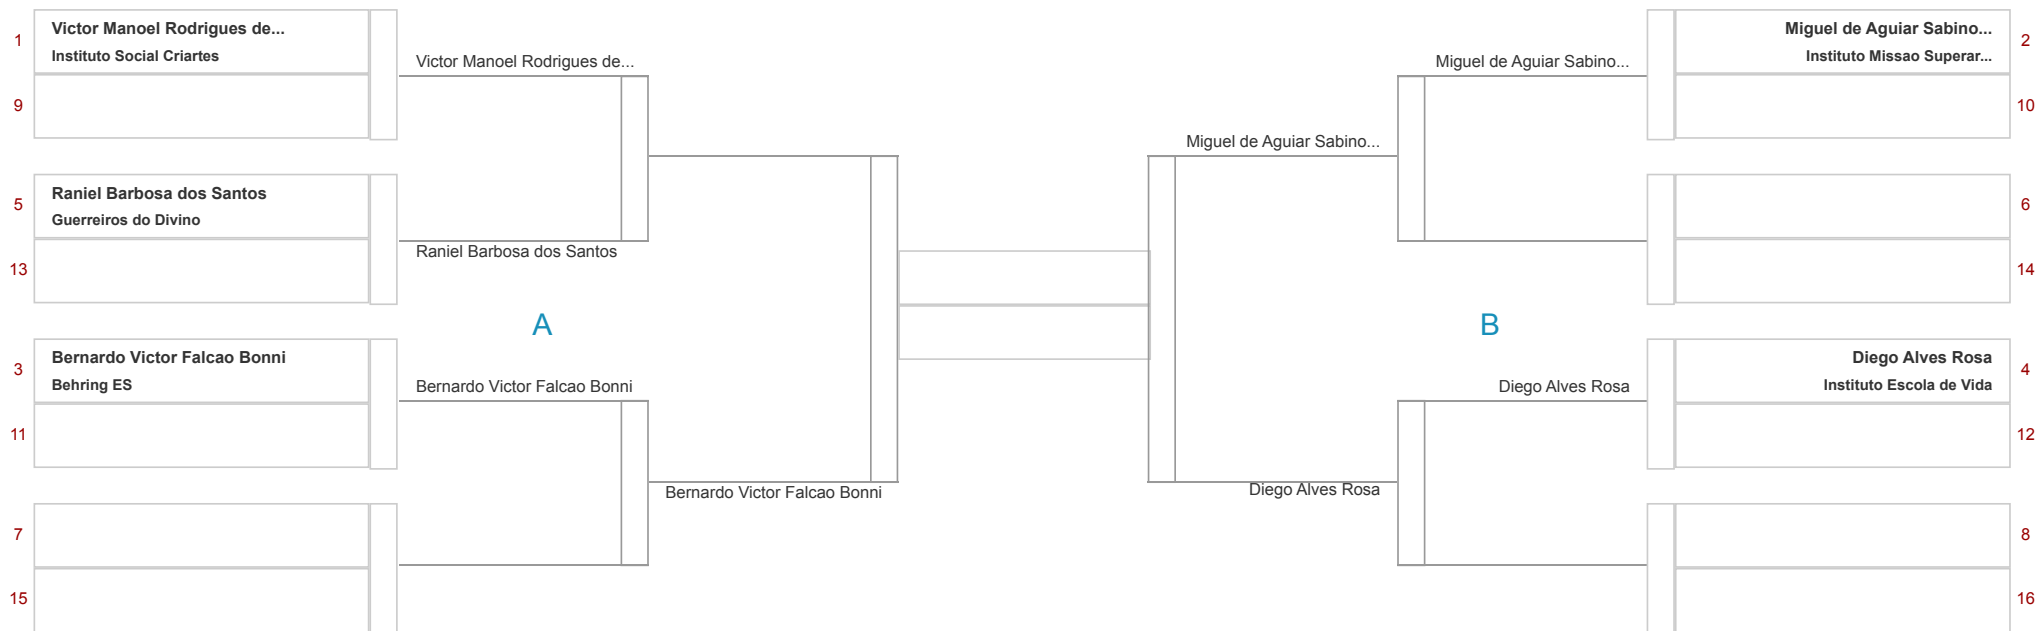 1
Victor Manoel Rodrigues de...
Instituto Social Criartes
9
Victor Manoel Rodrigues de...
5
Raniel Barbosa dos Santos
Guerreiros do Divino
13
Raniel Barbosa dos Santos
A
3
Bernardo Victor Falcao Bonni
Behring ES
11
Bernardo Victor Falcao Bonni
Bernardo Victor Falcao Bonni
7
15
Miguel de Aguiar Sabino...
Instituto Missao Superar...
2
10
Miguel de Aguiar Sabino...
Miguel de Aguiar Sabino...
6
14
B
Diego Alves Rosa
Instituto Escola de Vida
4
12
Diego Alves Rosa
Diego Alves Rosa
8
16